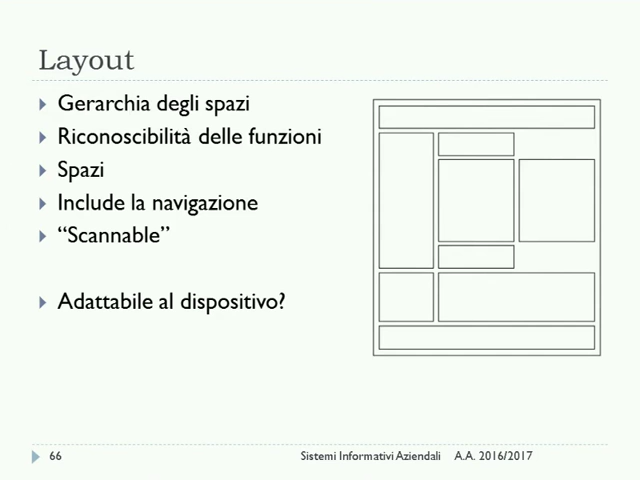 Layout
Gerarchia degli spazi
Riconoscibilità delle funzioni
Spazi
Include la navigazione
“Scannable”
Adattabile al dispositivo?
66
Sistemi Informativi Aziendali A.A. 2016/2017